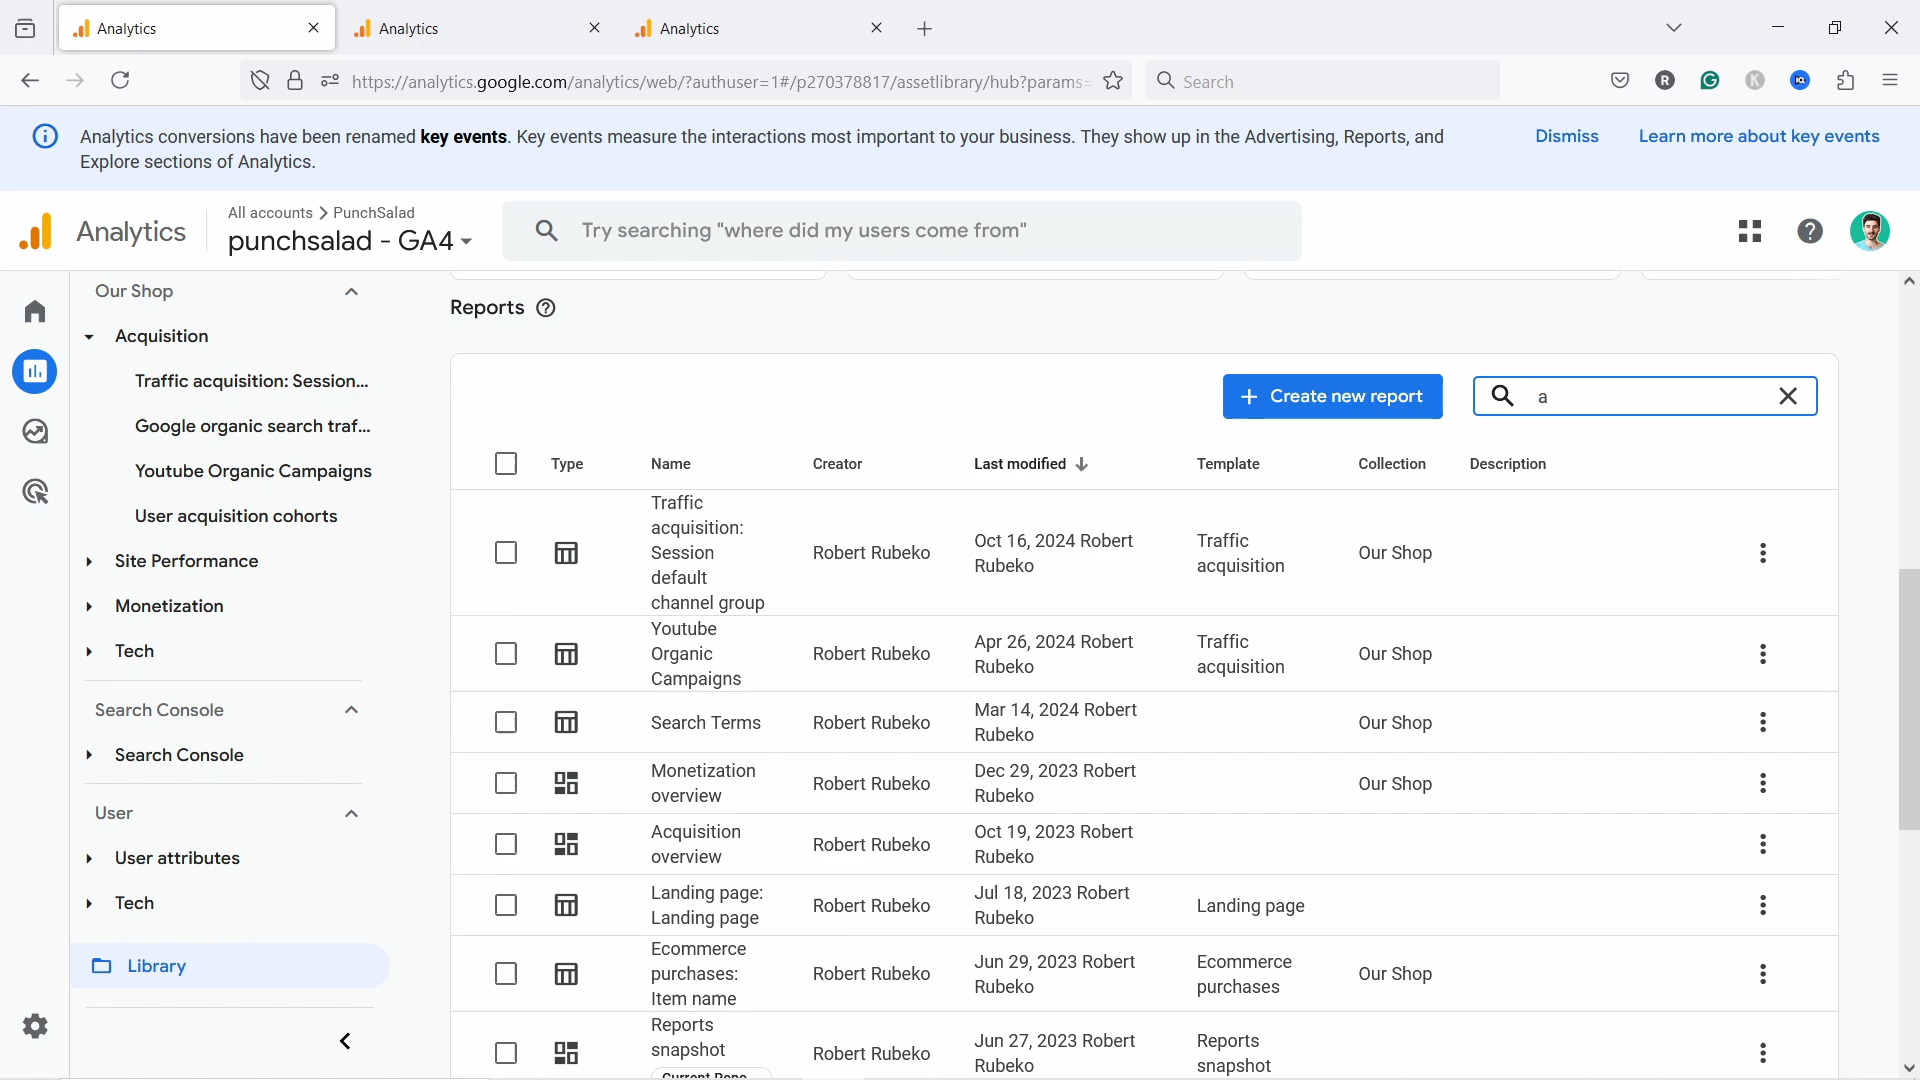 Analytics
Analytics
Analytics
https://analytics.google.com/analytics/web/?authuser=1#/p270378817/assetlibrary/hub?params=
Search
Analytics conversions have been renamed key events. Key events measure the interactions most important to your business. They show up in the Advertising, Reports, and
Explore sections of Analytics.
Dismiss
Learn more about key events
Analytics
All accounts > PunchSalad
punchsalad - GA4
Try searching "where did my users come from"
Our Shop
Acquisition
Traffic acquisition: Session...
Google organic search traf...
Youtube Organic Campaigns
User acquisition cohorts
Site Performance
Monetization
Tech
Search Console
Search Console
User
User attributes
Tech
Library
Reports
Create new report
a
Type
Name
Creator
Last modified
Template
Collection
Description
Traffic
acquisition:
Session
default
channel group
Robert Rubeko
Oct 16, 2024 Robert
Rubeko
Traffic
acquisition
Our Shop
Youtube
Organic
Campaigns
Robert Rubeko
Apr 26, 2024 Robert
Rubeko
Traffic
acquisition
Our Shop
Search Terms
Robert Rubeko
Mar 14, 2024 Robert
Rubeko
Our Shop
Monetization
overview
Robert Rubeko
Dec 29, 2023 Robert
Rubeko
Our Shop
Acquisition
overview
Robert Rubeko
Oct 19, 2023 Robert
Rubeko
Landing page:
Landing page
Robert Rubeko
Jul 18, 2023 Robert
Rubeko
Landing page
Ecommerce
purchases:
Item name
Robert Rubeko
Jun 29, 2023 Robert
Rubeko
Ecommerce
purchases
Our Shop
Reports
snapshot
Robert Rubeko
Jun 27, 2023 Robert
Rubeko
Reports
snapshot